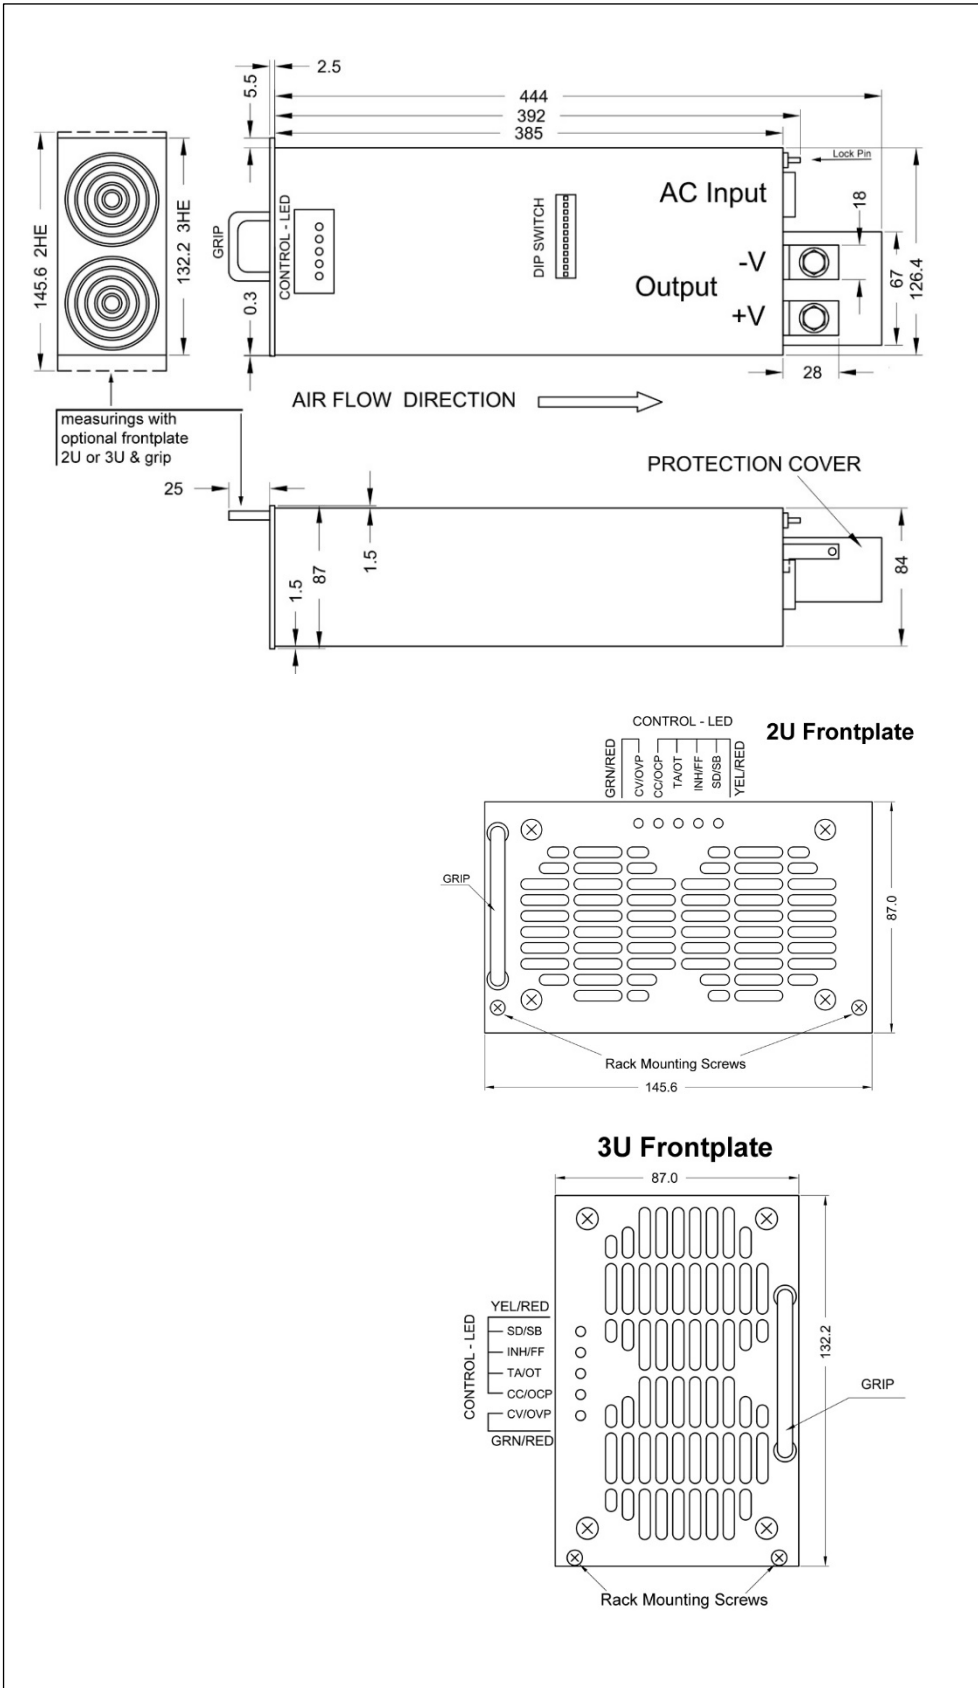 5.5
2.5
444
392
385
Lock Pin
145.6 2HE
132.2 3HE
GRIP
CONTROL - LED
0.3
DIP SWITCH
AC Input
-V
Output
+V
18
67
126.4
28
AIR FLOW DIRECTION
measurings with
optional frontplate
2U or 3U & grip
PROTECTION COVER
25
1.5
87
1.5
84
CONTROL - LED
2U Frontplate
GRN/RED
CV/OVP
CC/OCP
TA/OT
INH/FF
SD/SB
YEL/RED
GRIP
87.0
Rack Mounting Screws
145.6
3U Frontplate
87.0
CONTROL - LED
YEL/RED
SD/SB
INH/FF
TA/OT
CC/OCP
CV/OVP
GRN/RED
132.2
GRIP
Rack Mounting Screws